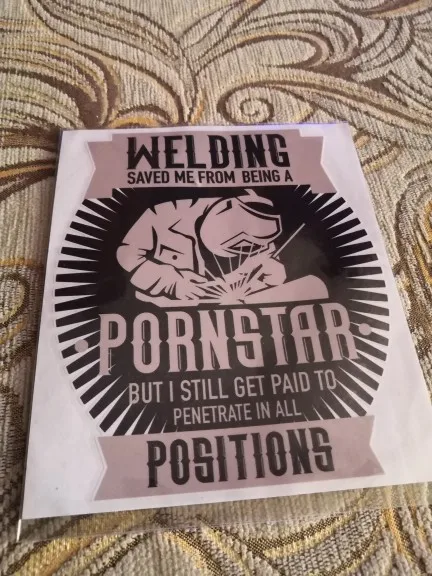 WELDING
SAVED ME FROM BEING A
PORNSTAR
BUT I STILL GET PAID TO
PENETRATE IN ALL
POSITIONS